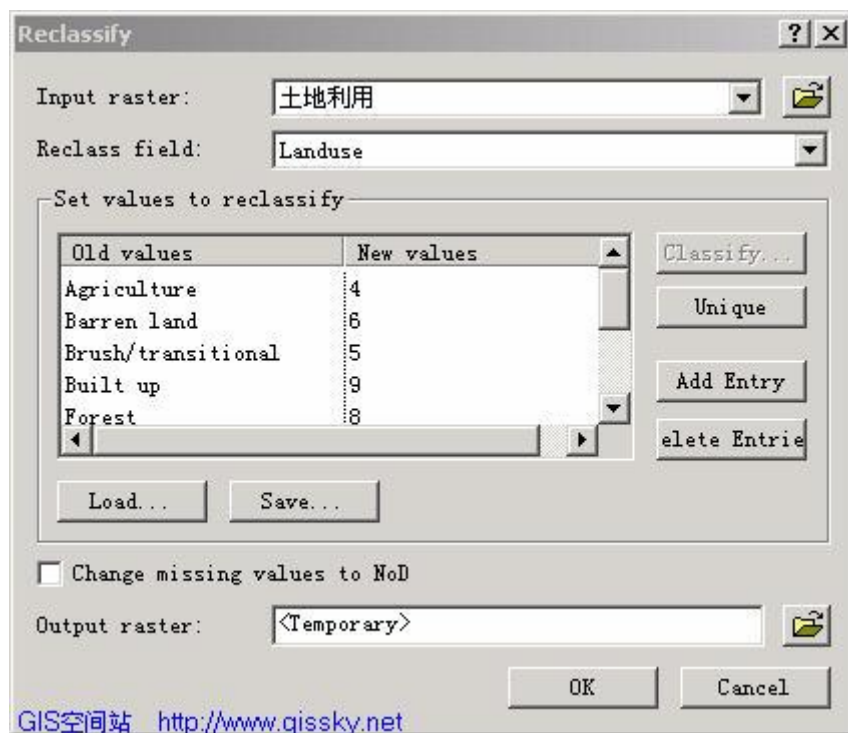 Reclassify
Input raster: 土地利用
Reclass field: Landuse
Set values to reclassify
Old values New values
Agriculture 4
Barren land 6
Brush/transitional 5
Built up 9
Forest 8
Classify...
Unique
Add Entry
elete Entrie
Load... Save...
Change missing values to NoD
Output raster: <Temporary>
OK Cancel
GIS空间站 http://www.gissky.net